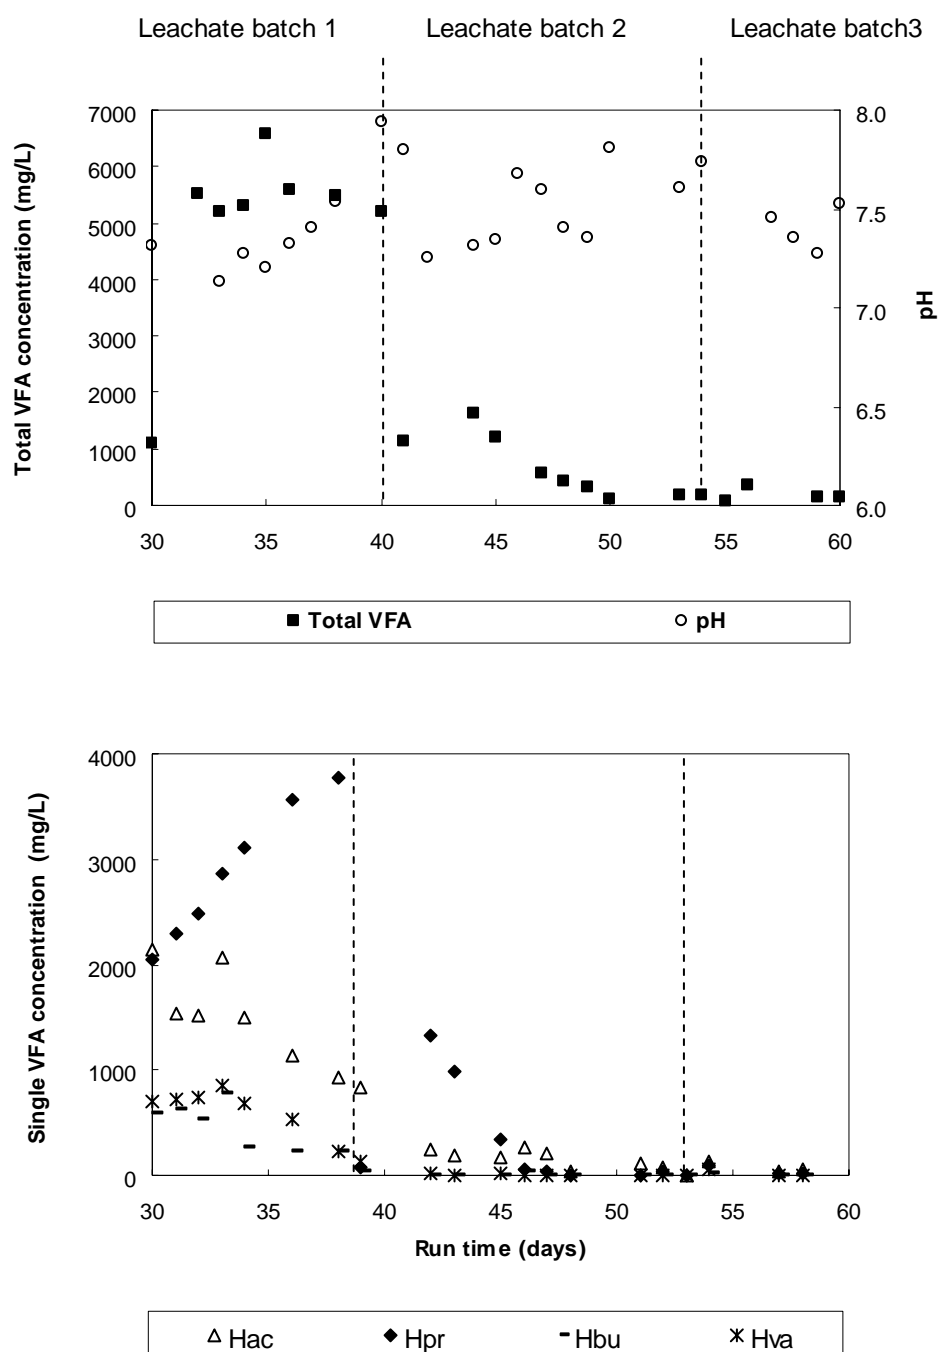 Leachate batch 1 Leachate batch 2 Leachate batch3
Total VFA concentration (mg/L)
7000
6000
5000
4000
3000
2000
1000
0
8.0
7.5
7.0
6.5
6.0
pH
30 35 40 45 50 55 60
Total VFA pH
Single VFA concentration (mg/L)
4000
3000
2000
1000
0
30 35 40 45 50 55 60
Run time (days)
Hac Hpr Hbu Hva